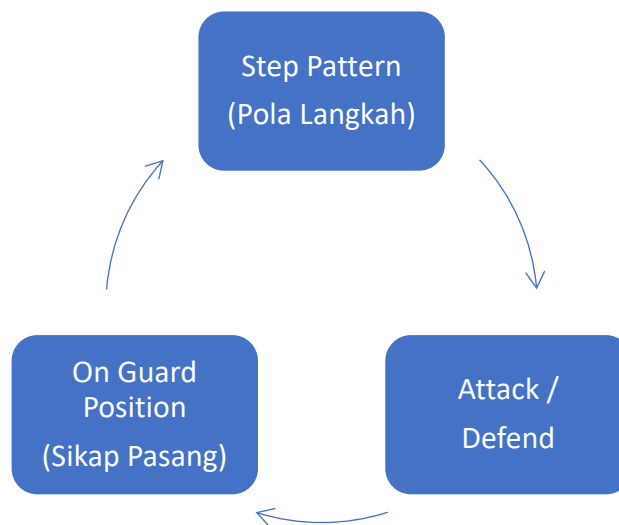 Step Pattern
(Pola Langkah)
On Guard
Position
(Sikap Pasang)
Attack /
Defend